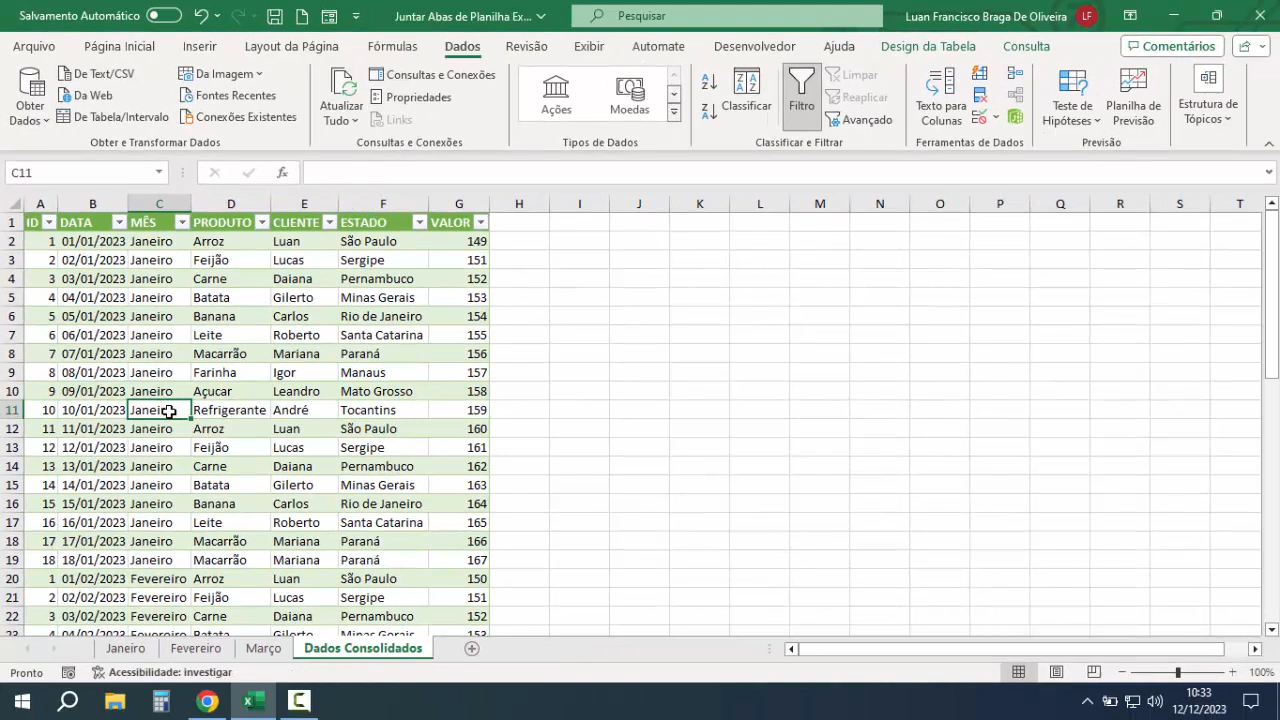 Salvamento Automático
Juntar Abas de Planilha Ex...
Pesquisar
Luan Francisco Braga De Oliveira
LF
Arquivo
Página Inicial
Inserir
Layout da Página
Fórmulas
Dados
Revisão
Exibir
Automate
Desenvolvedor
Ajuda
Design da Tabela
Consulta
Comentários
Obter Dados
De Text/CSV
Da Web
De Tabela/Intervalo
Da Imagem
Fontes Recentes
Conexões Existentes
Obter e Transformar Dados
Atualizar Tudo
Consultas e Conexões
Propriedades
Links
Consultas e Conexões
Ações
Moedas
Tipos de Dados
Classificar
Filtro
Limpar
Reaplicar
Avançado
Classificar e Filtrar
Texto para Colunas
Ferramentas de Dados
Teste de Hipóteses
Planilha de Previsão
Previsão
Estrutura de Tópicos
C11
fx
A B C D E F G H I J K L M N O P Q R S T
1 ID DATA MÊS PRODUTO CLIENTE ESTADO VALOR
2 1 01/01/2023 Janeiro Arroz Luan São Paulo 149
3 2 02/01/2023 Janeiro Feijão Lucas Sergipe 151
4 3 03/01/2023 Janeiro Carne Daiana Pernambuco 152
5 4 04/01/2023 Janeiro Batata Gilerto Minas Gerais 153
6 5 05/01/2023 Janeiro Banana Carlos Rio de Janeiro 154
7 6 06/01/2023 Janeiro Leite Roberto Santa Catarina 155
8 7 07/01/2023 Janeiro Macarrão Mariana Paraná 156
9 8 08/01/2023 Janeiro Farinha Igor Manaus 157
10 9 09/01/2023 Janeiro Açucar Leandro Mato Grosso 158
11 10 10/01/2023 Janeiro Refrigerante André Tocantins 159
12 11 11/01/2023 Janeiro Arroz Luan São Paulo 160
13 12 12/01/2023 Janeiro Feijão Lucas Sergipe 161
14 13 13/01/2023 Janeiro Carne Daiana Pernambuco 162
15 14 14/01/2023 Janeiro Batata Gilerto Minas Gerais 163
16 15 15/01/2023 Janeiro Banana Carlos Rio de Janeiro 164
17 16 16/01/2023 Janeiro Leite Roberto Santa Catarina 165
18 17 17/01/2023 Janeiro Macarrão Mariana Paraná 166
19 18 18/01/2023 Janeiro Macarrão Mariana Paraná 167
20 1 01/02/2023 Fevereiro Arroz Luan São Paulo 150
21 2 02/02/2023 Fevereiro Feijão Lucas Sergipe 151
22 3 03/02/2023 Fevereiro Carne Daiana Pernambuco 152
23 4 04/02/2023 Fevereiro Batata Gilerto Minas Gerais 153
Janeiro
Fevereiro
Março
Dados Consolidados
Pronto
Acessibilidade: investigar
100%
10:33
12/12/2023